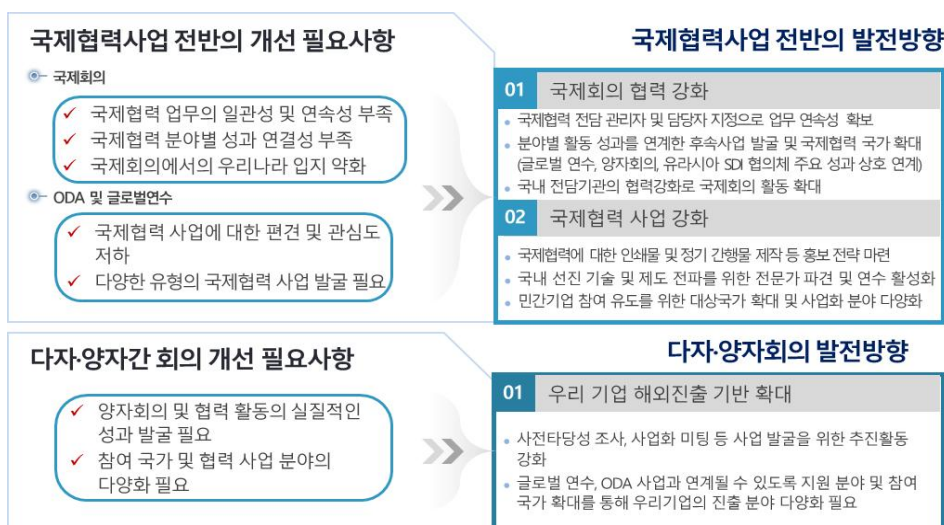 국제협력사업 전반의 개선 필요사항
국제회의
✓ 국제협력 업무의 일관성 및 연속성 부족
✓ 국제협력 분야별 성과 연결성 부족
✓ 국제회의에서의 우리나라 입지 약화
ODA 및 글로벌연수
✓ 국제협력 사업에 대한 편견 및 관심도
저하
✓ 다양한 유형의 국제협력 사업 발굴 필요
국제협력사업 전반의 발전방향
01 국제회의 협력 강화
• 국제협력 전담 관리자 및 담당자 지정으로 업무 연속성 확보
• 분야별 활동 성과를 연계한 후속사업 발굴 및 국제협력 국가 확대
(글로벌 연수, 양자회의, 유라시아 SDI 협의체 주요 성과 상호 연계)
• 국내 전담기관의 협력강화로 국제회의 활동 확대
02 국제협력 사업 강화
• 국제협력에 대한 인쇄물 및 정기 간행물 제작 등 홍보 전략 마련
• 국내 선진 기술 및 제도 전파를 위한 전문가 파견 및 연수 활성화
• 민간기업 참여 유도를 위한 대상국가 확대 및 사업화 분야 다양화
다자·양자간 회의 개선 필요사항
✓ 양자회의 및 협력 활동의 실질적인
성과 발굴 필요
✓ 참여 국가 및 협력 사업 분야의
다양화 필요
다자·양자회의 발전방향
01 우리 기업 해외진출 기반 확대
• 사전타당성 조사, 사업화 미팅 등 사업 발굴을 위한 추진활동
강화
• 글로벌 연수, ODA 사업과 연계될 수 있도록 지원 분야 및 참여
국가 확대를 통해 우리기업의 진출 분야 다양화 필요